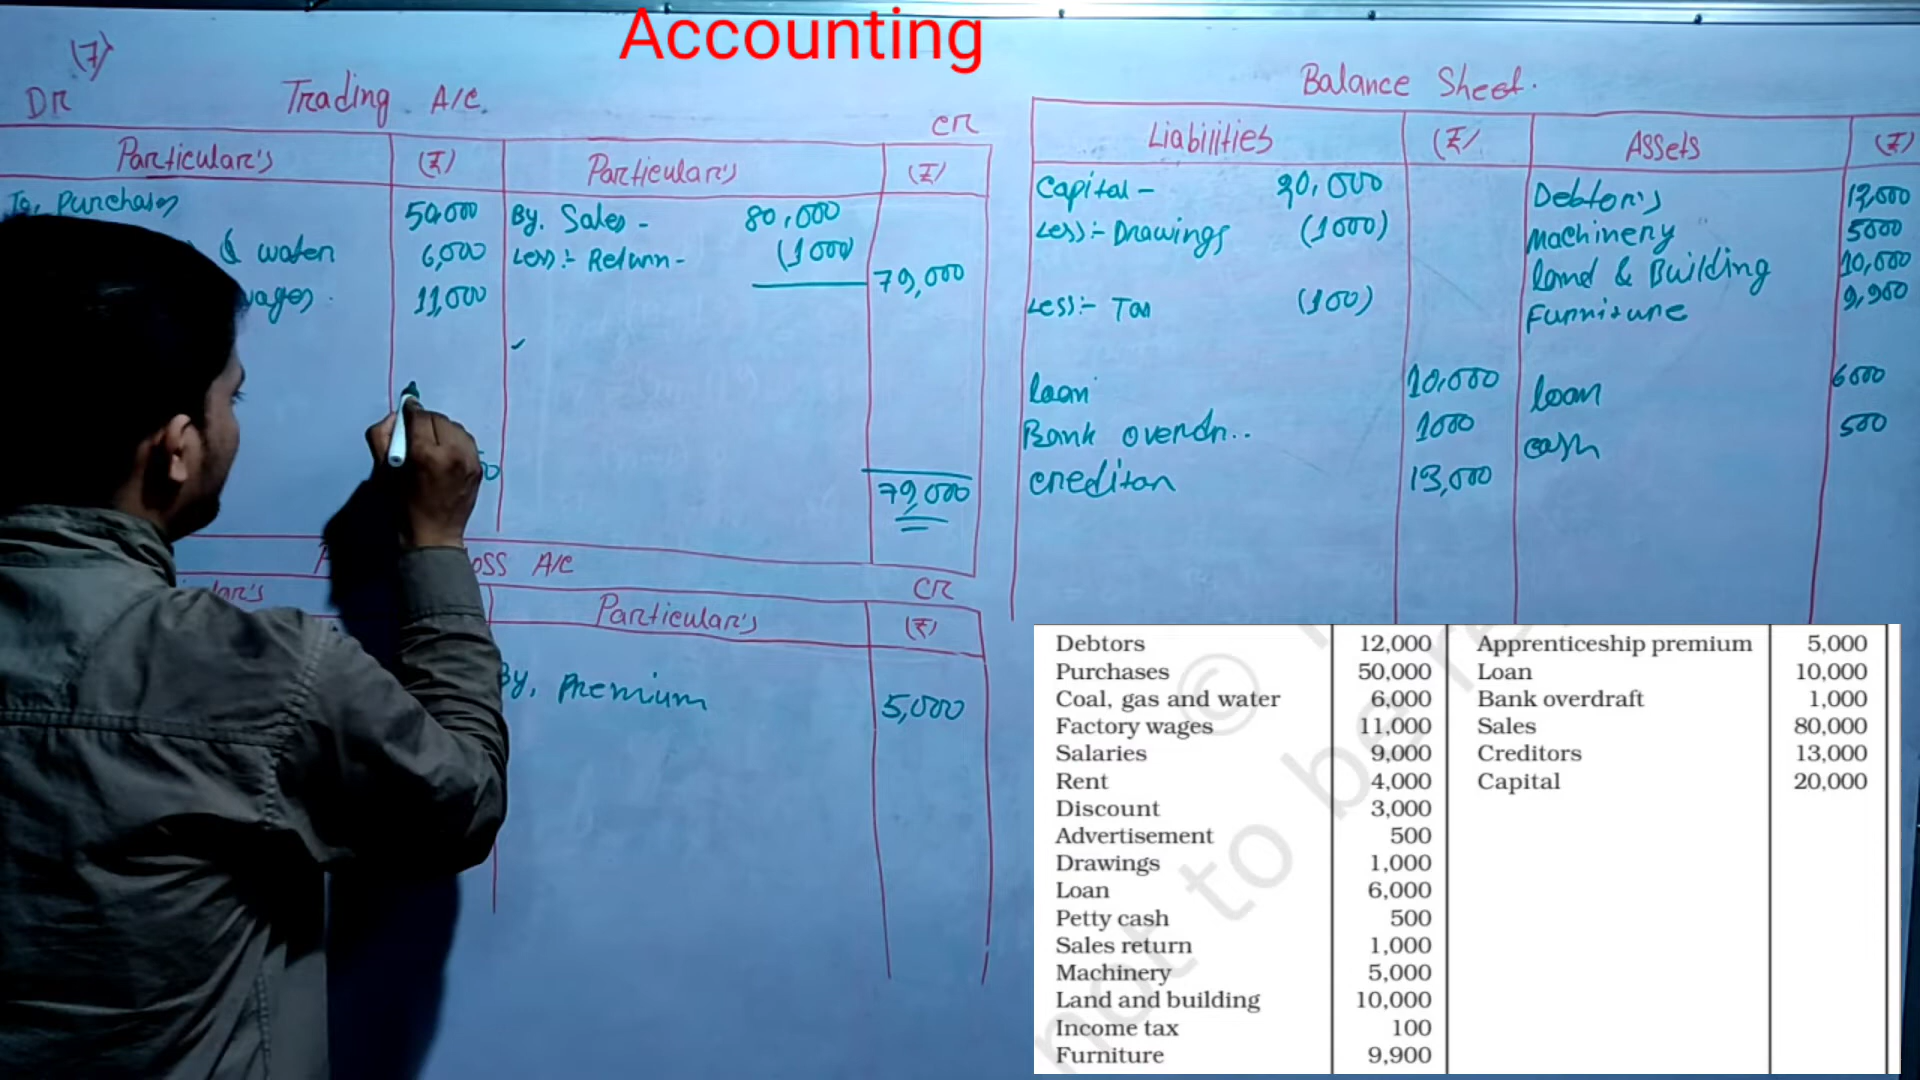 Accounting
(7)
DR Trading A/C. CR
Particular's (₹) Particular's (₹)
To, Purchases 50,000 By, Sales - 80,000
& water 6,000 Less:- Return - (1000) 79,000
wages. 11,000
79,000
oss A/C
lar's CR
Particular's (₹)
By, Premium 5,000
Balance Sheet.
Liabilities (₹) Assets (₹)
Capital - 20,000 Debtor's 12,000
Less:- Drawings (1000) Machinery 5000
Land & Building 10,000
Less:- Tax (100) Furniture 9,900
Loan 10,000 Loan 6000
Bank overdr.. 1000 cash 500
creditor 13,000
Debtors 12,000 Apprenticeship premium 5,000
Purchases 50,000 Loan 10,000
Coal, gas and water 6,000 Bank overdraft 1,000
Factory wages 11,000 Sales 80,000
Salaries 9,000 Creditors 13,000
Rent 4,000 Capital 20,000
Discount 3,000
Advertisement 500
Drawings 1,000
Loan 6,000
Petty cash 500
Sales return 1,000
Machinery 5,000
Land and building 10,000
Income tax 100
Furniture 9,900